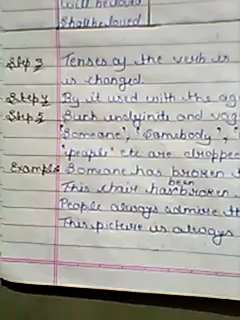 will be loved
Shall be loved
Step 3 Tenses of the verb is
is changed.
Step 4 By it used with the ag
Step 5 Such indefinite and vag
"Someone", "Somebody", "
"people" etc are dropped
Example: Someone has broken t
This chair has been broken.
People always admire th
This picture is always